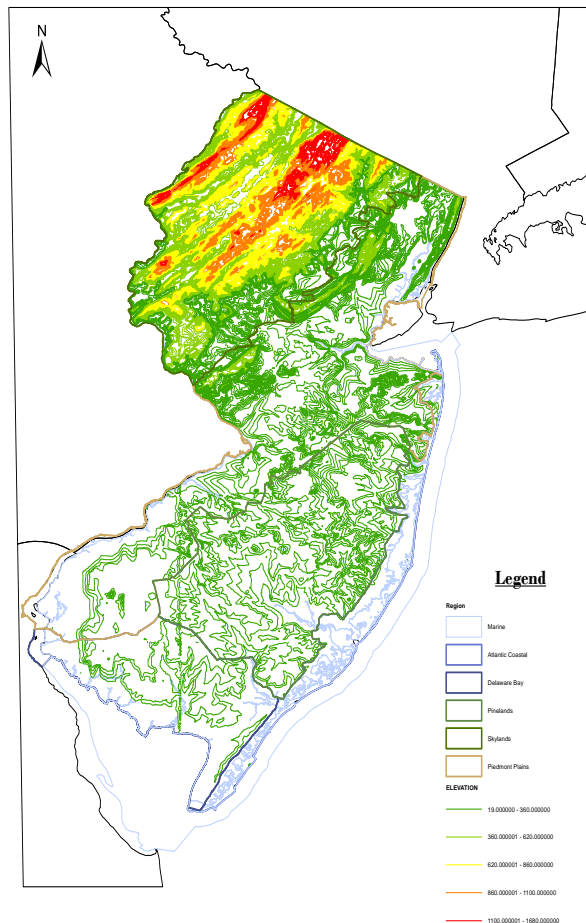 N
Legend
Region
Marine
Atlantic Coastal
Delaware Bay
Pinelands
Skylands
Piedmont Plains
ELEVATION
19.000000 - 360.000000
360.000001 - 620.000000
620.000001 - 860.000000
860.000001 - 1100.000000
1100.000001 - 1680.000000